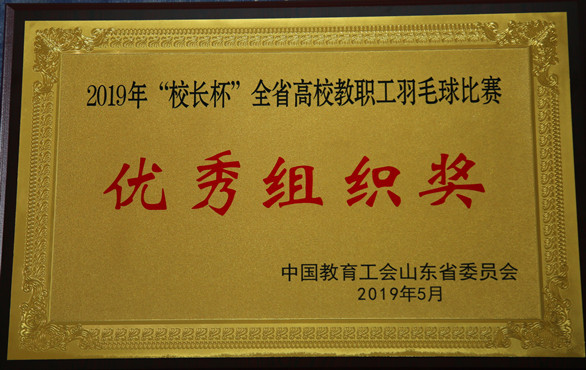 2019年“校长杯”全省高校教职工羽毛球比赛
优秀组织奖
中国教育工会山东省委员会
2019年5月